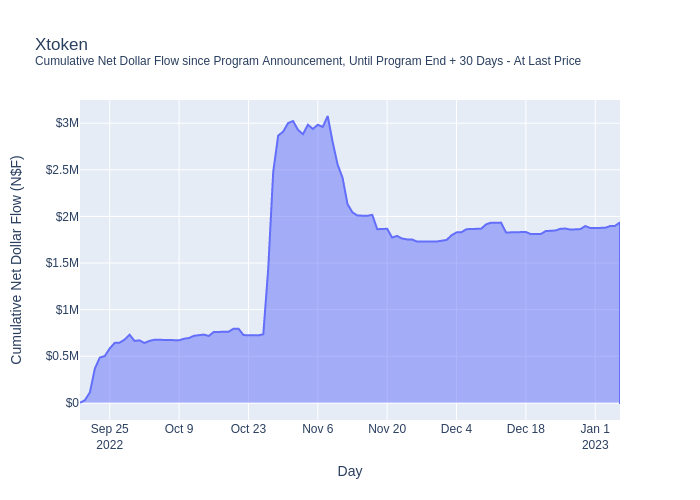 Xtoken
Cumulative Net Dollar Flow since Program Announcement, Until Program End + 30 Days - At Last Price
Cumulative Net Dollar Flow (N$F)
$3M
$2.5M
$2M
$1.5M
$1M
$0.5M
$0
Sep 25
2022
Oct 9
Oct 23
Nov 6
Nov 20
Dec 4
Dec 18
Jan 1
2023
Day